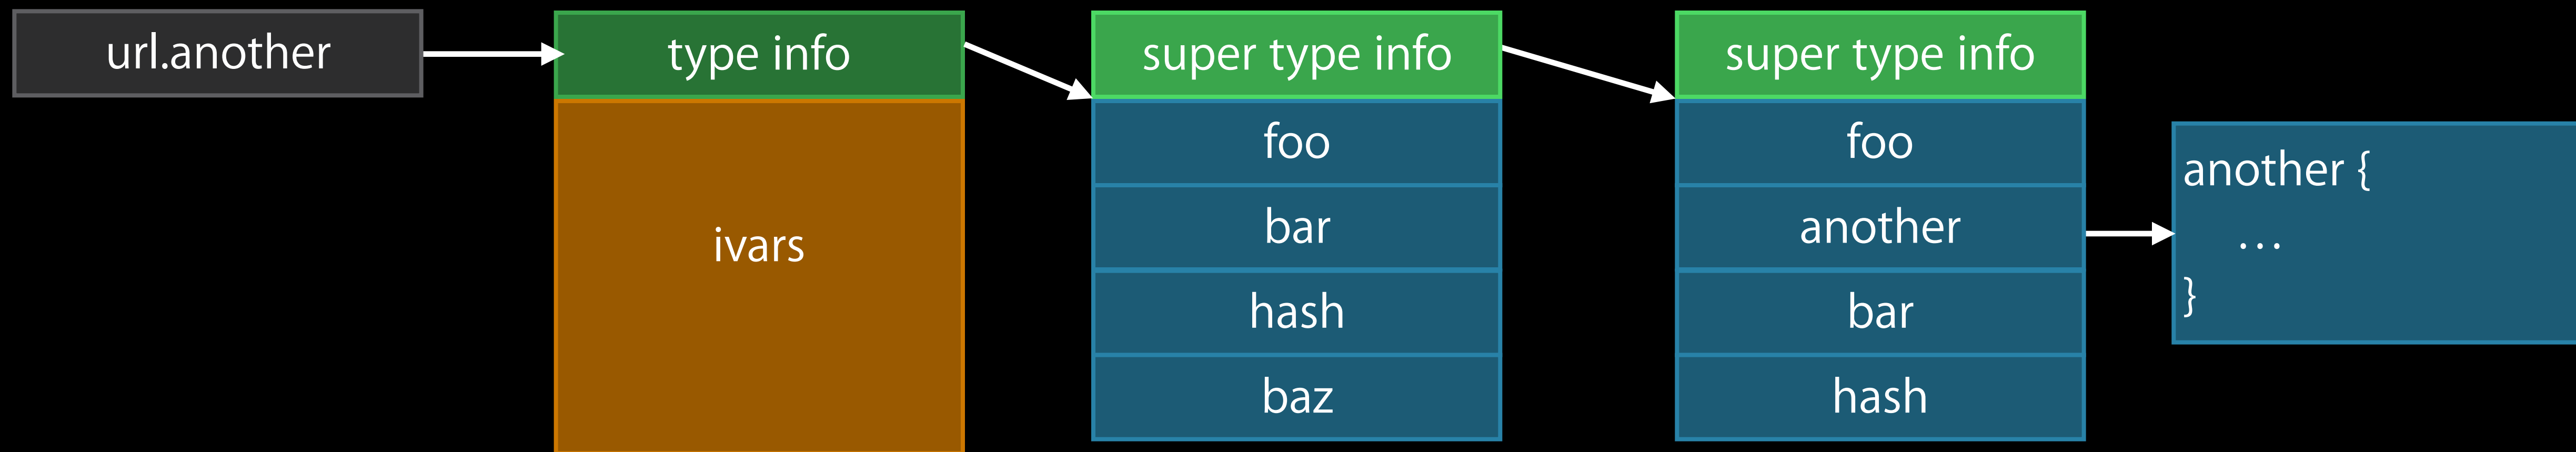 url.another
type info
ivars
super type info
foo
bar
hash
baz
super type info
foo
another
bar
hash
another {
...
}